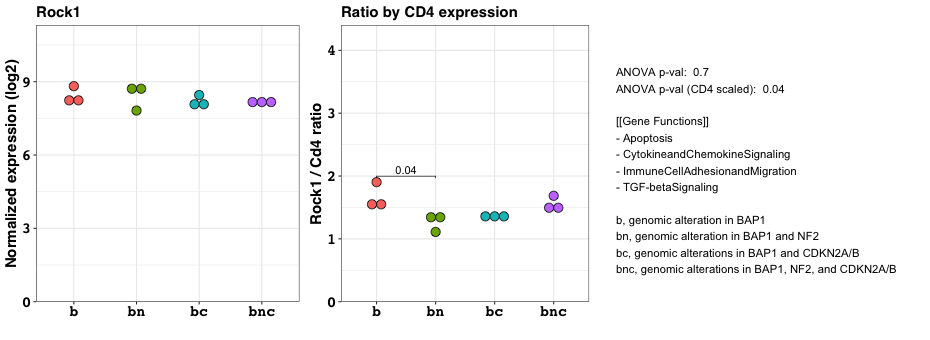 Rock1
Normalized expression (log2)
9
6
3
0
b
bn
bc
bnc
Ratio by CD4 expression
Rock1 / Cd4 ratio
4
3
2
1
0
0.04
b
bn
bc
bnc
ANOVA p-val:  0.7
ANOVA p-val (CD4 scaled):  0.04
[[Gene Functions]]
- Apoptosis
- CytokineandChemokineSignaling
- ImmuneCellAdhesionandMigration
- TGF-betaSignaling
b, genomic alteration in BAP1
bn, genomic alteration in BAP1 and NF2
bc, genomic alterations in BAP1 and CDKN2A/B
bnc, genomic alterations in BAP1, NF2, and CDKN2A/B